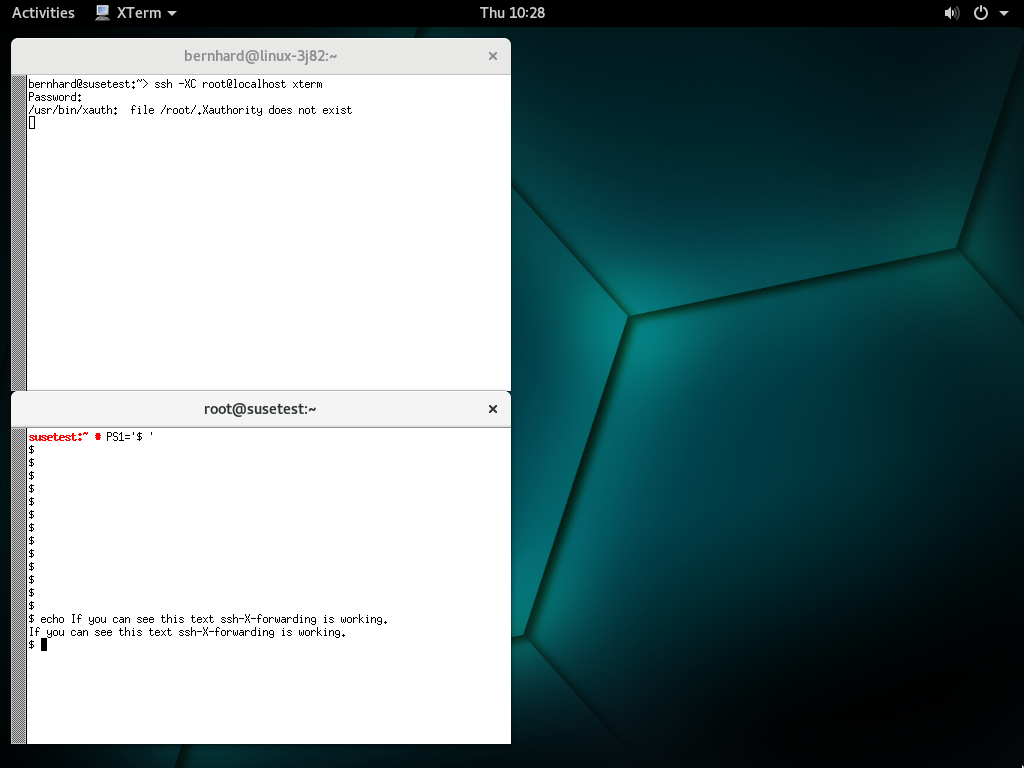 Activities XTerm Thu 10:28
bernhard@linux-3j82:~
bernhard@susetest:~> ssh -XC root@localhost xterm
Password:
/usr/bin/xauth:  file /root/.Xauthority does not exist
root@susetest:~
susetest:~ # PS1='$ '
$
$
$
$
$
$
$
$
$
$
$
$
$
$ echo If you can see this text ssh-X-forwarding is working.
If you can see this text ssh-X-forwarding is working.
$